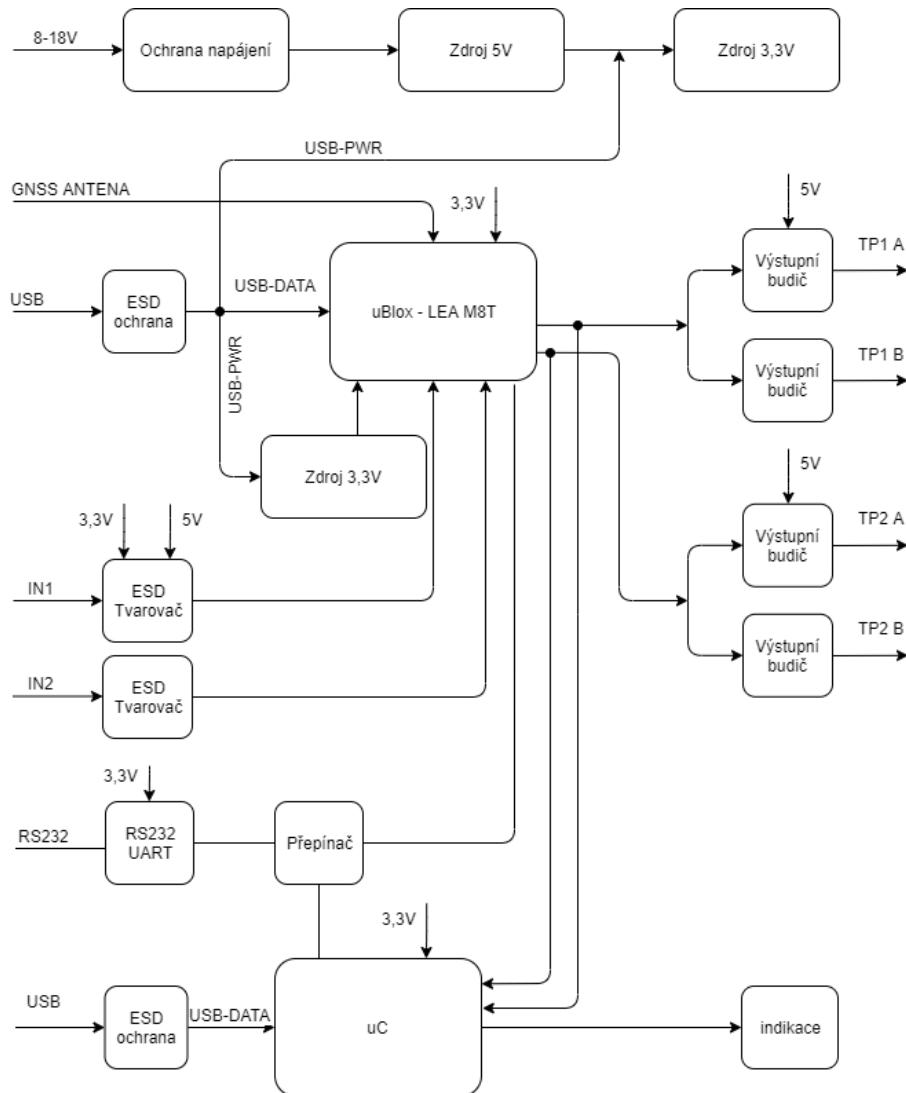 8-18V
Ochrana napájení
Zdroj 5V
Zdroj 3,3V
USB-PWR
GNSS ANTENA
3,3V
5V
Výstupní
budič
TP1 A
USB
ESD
ochrana
USB-DATA
uBlox - LEA M8T
USB-PWR
Výstupní
budič
TP1 B
Zdroj 3,3V
5V
3,3V
5V
Výstupní
budič
TP2 A
IN1
ESD
Tvarovač
Výstupní
budič
TP2 B
IN2
ESD
Tvarovač
3,3V
RS232
RS232
UART
Přepínač
3,3V
USB
ESD
ochrana
USB-DATA
uC
indikace